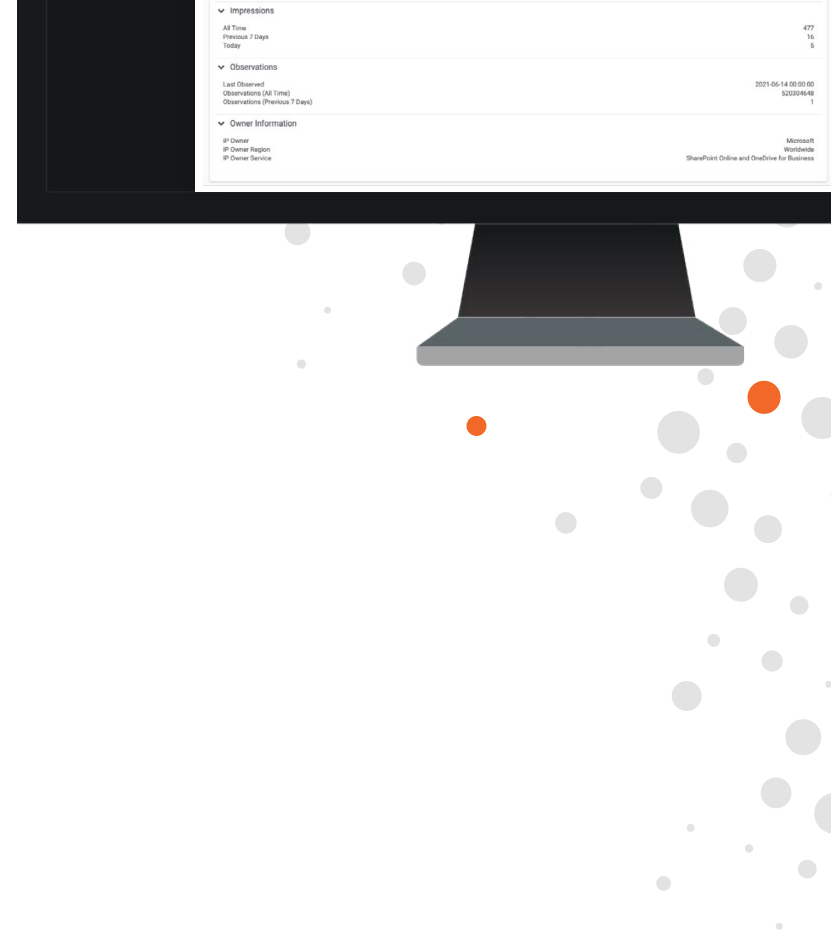 Impressions
All Time 477
Previous 7 Days 16
Today 5
Observations
Last Observed 2021-06-14 00:00:00
Observations (All Time) 520304648
Observations (Previous 7 Days) 1
Owner Information
IP Owner Microsoft
IP Owner Region Worldwide
IP Owner Service SharePoint Online and OneDrive for Business